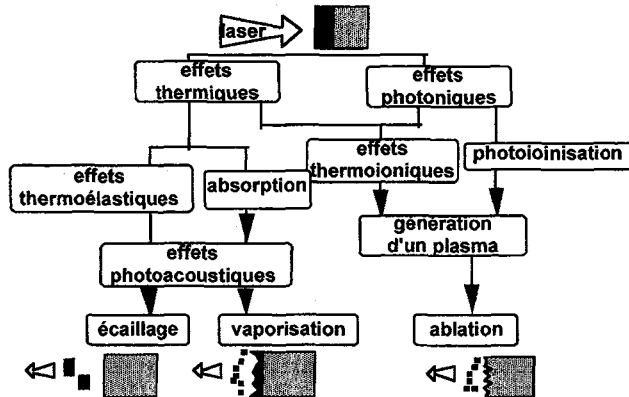 laser
effets
thermiques
effets
photoniques
effets
thermoélastiques
absorption
effets
thermoioniques
photoioinisation
effets
photoacoustiques
génération
d'un plasma
écaillage
vaporisation
ablation